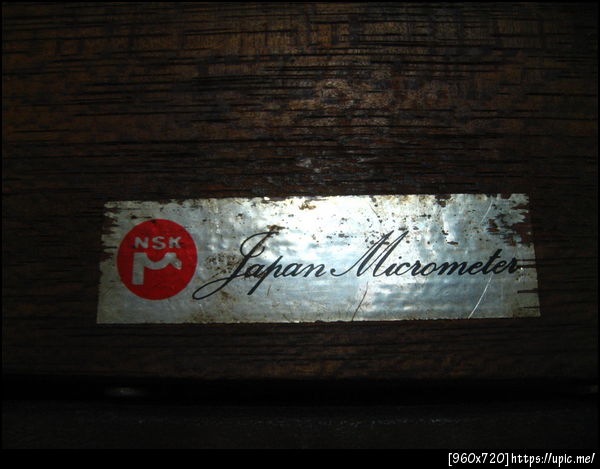 NSK
μ
Japan Micrometer
[960x720]https://upic.me/